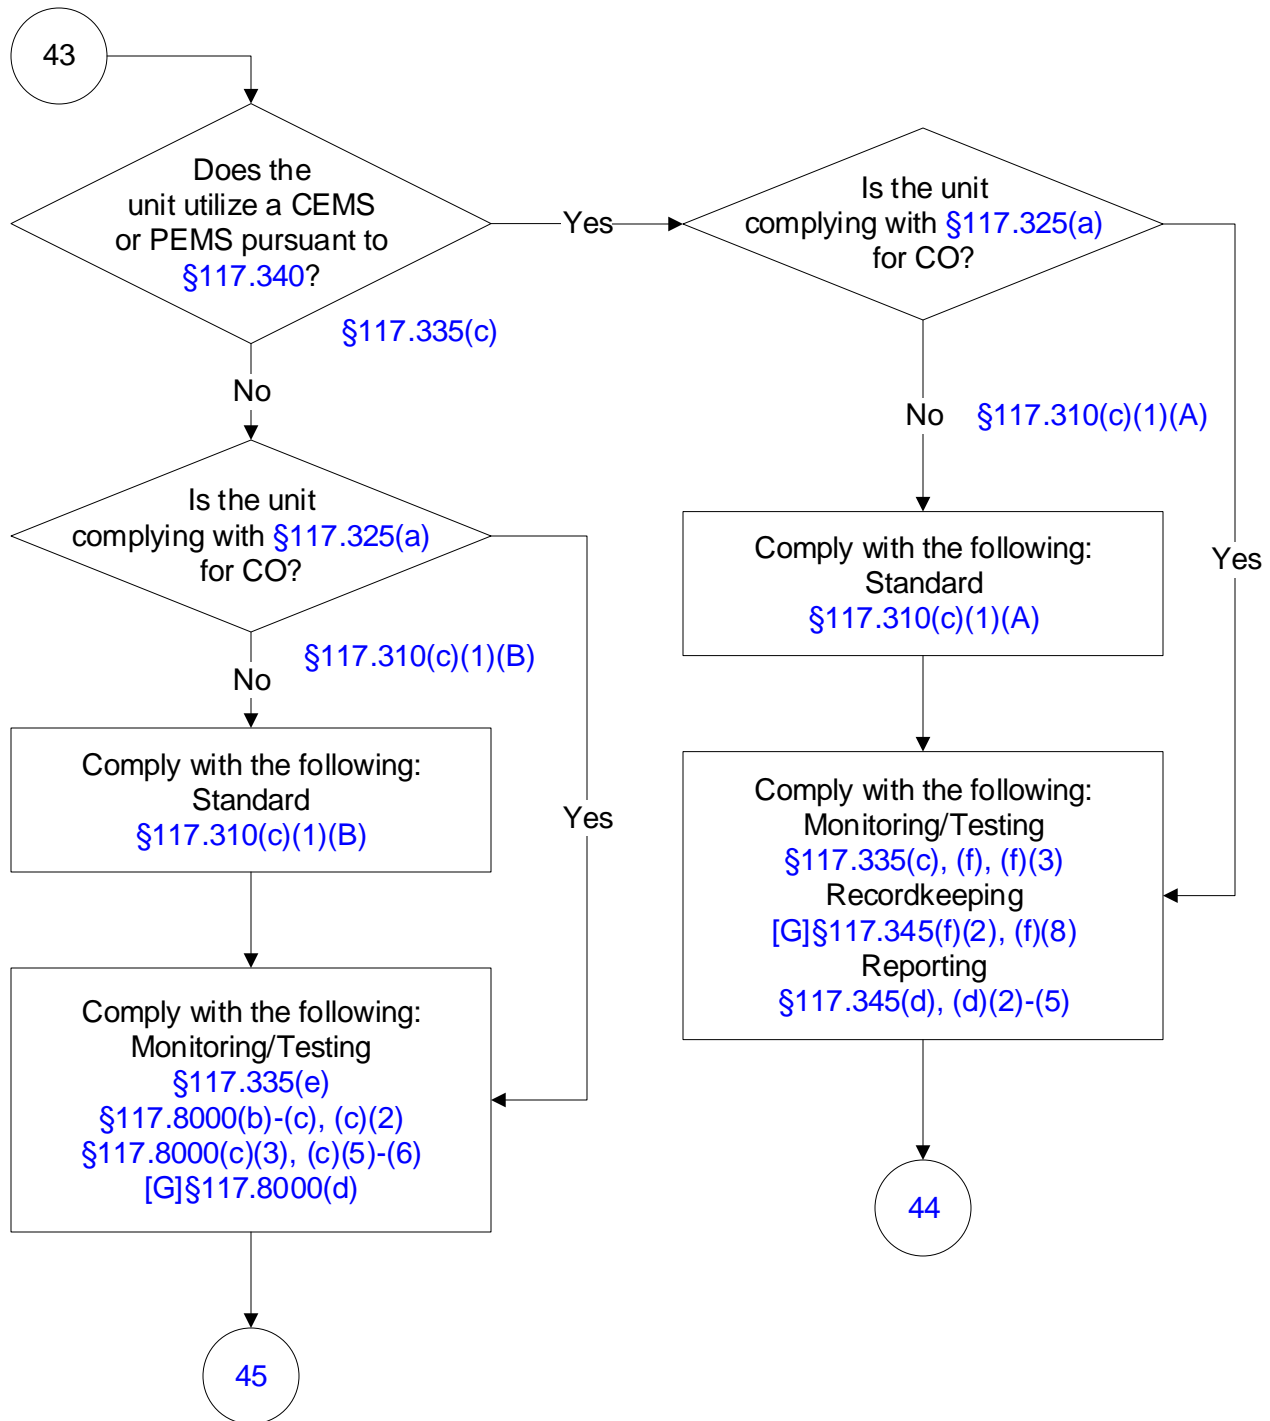 43
Does the
unit utilize a CEMS
or PEMS pursuant to
§117.340?
Yes
§117.335(c)
No
Is the unit
complying with §117.325(a)
for CO?
No
§117.310(c)(1)(A)
Yes
Comply with the following:
Standard
§117.310(c)(1)(A)
Comply with the following:
Monitoring/Testing
§117.335(c), (f), (f)(3)
Recordkeeping
[G]§117.345(f)(2), (f)(8)
Reporting
§117.345(d), (d)(2)-(5)
44
Is the unit
complying with §117.325(a)
for CO?
§117.310(c)(1)(B)
No
Yes
Comply with the following:
Standard
§117.310(c)(1)(B)
Comply with the following:
Monitoring/Testing
§117.335(e)
§117.8000(b)-(c), (c)(2)
§117.8000(c)(3), (c)(5)-(6)
[G]§117.8000(d)
45